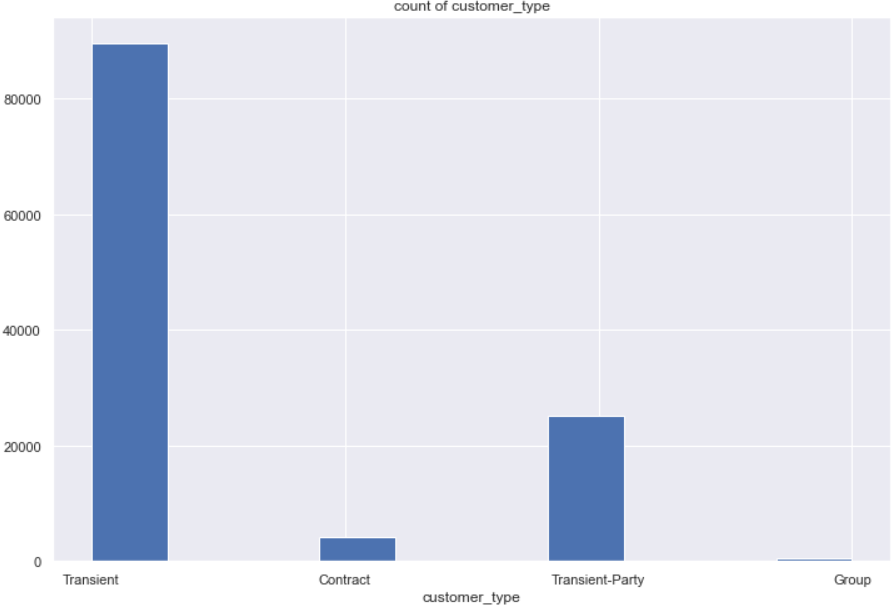 count of customer_type
80000
60000
40000
20000
0
Transient Contract Transient-Party Group
customer_type